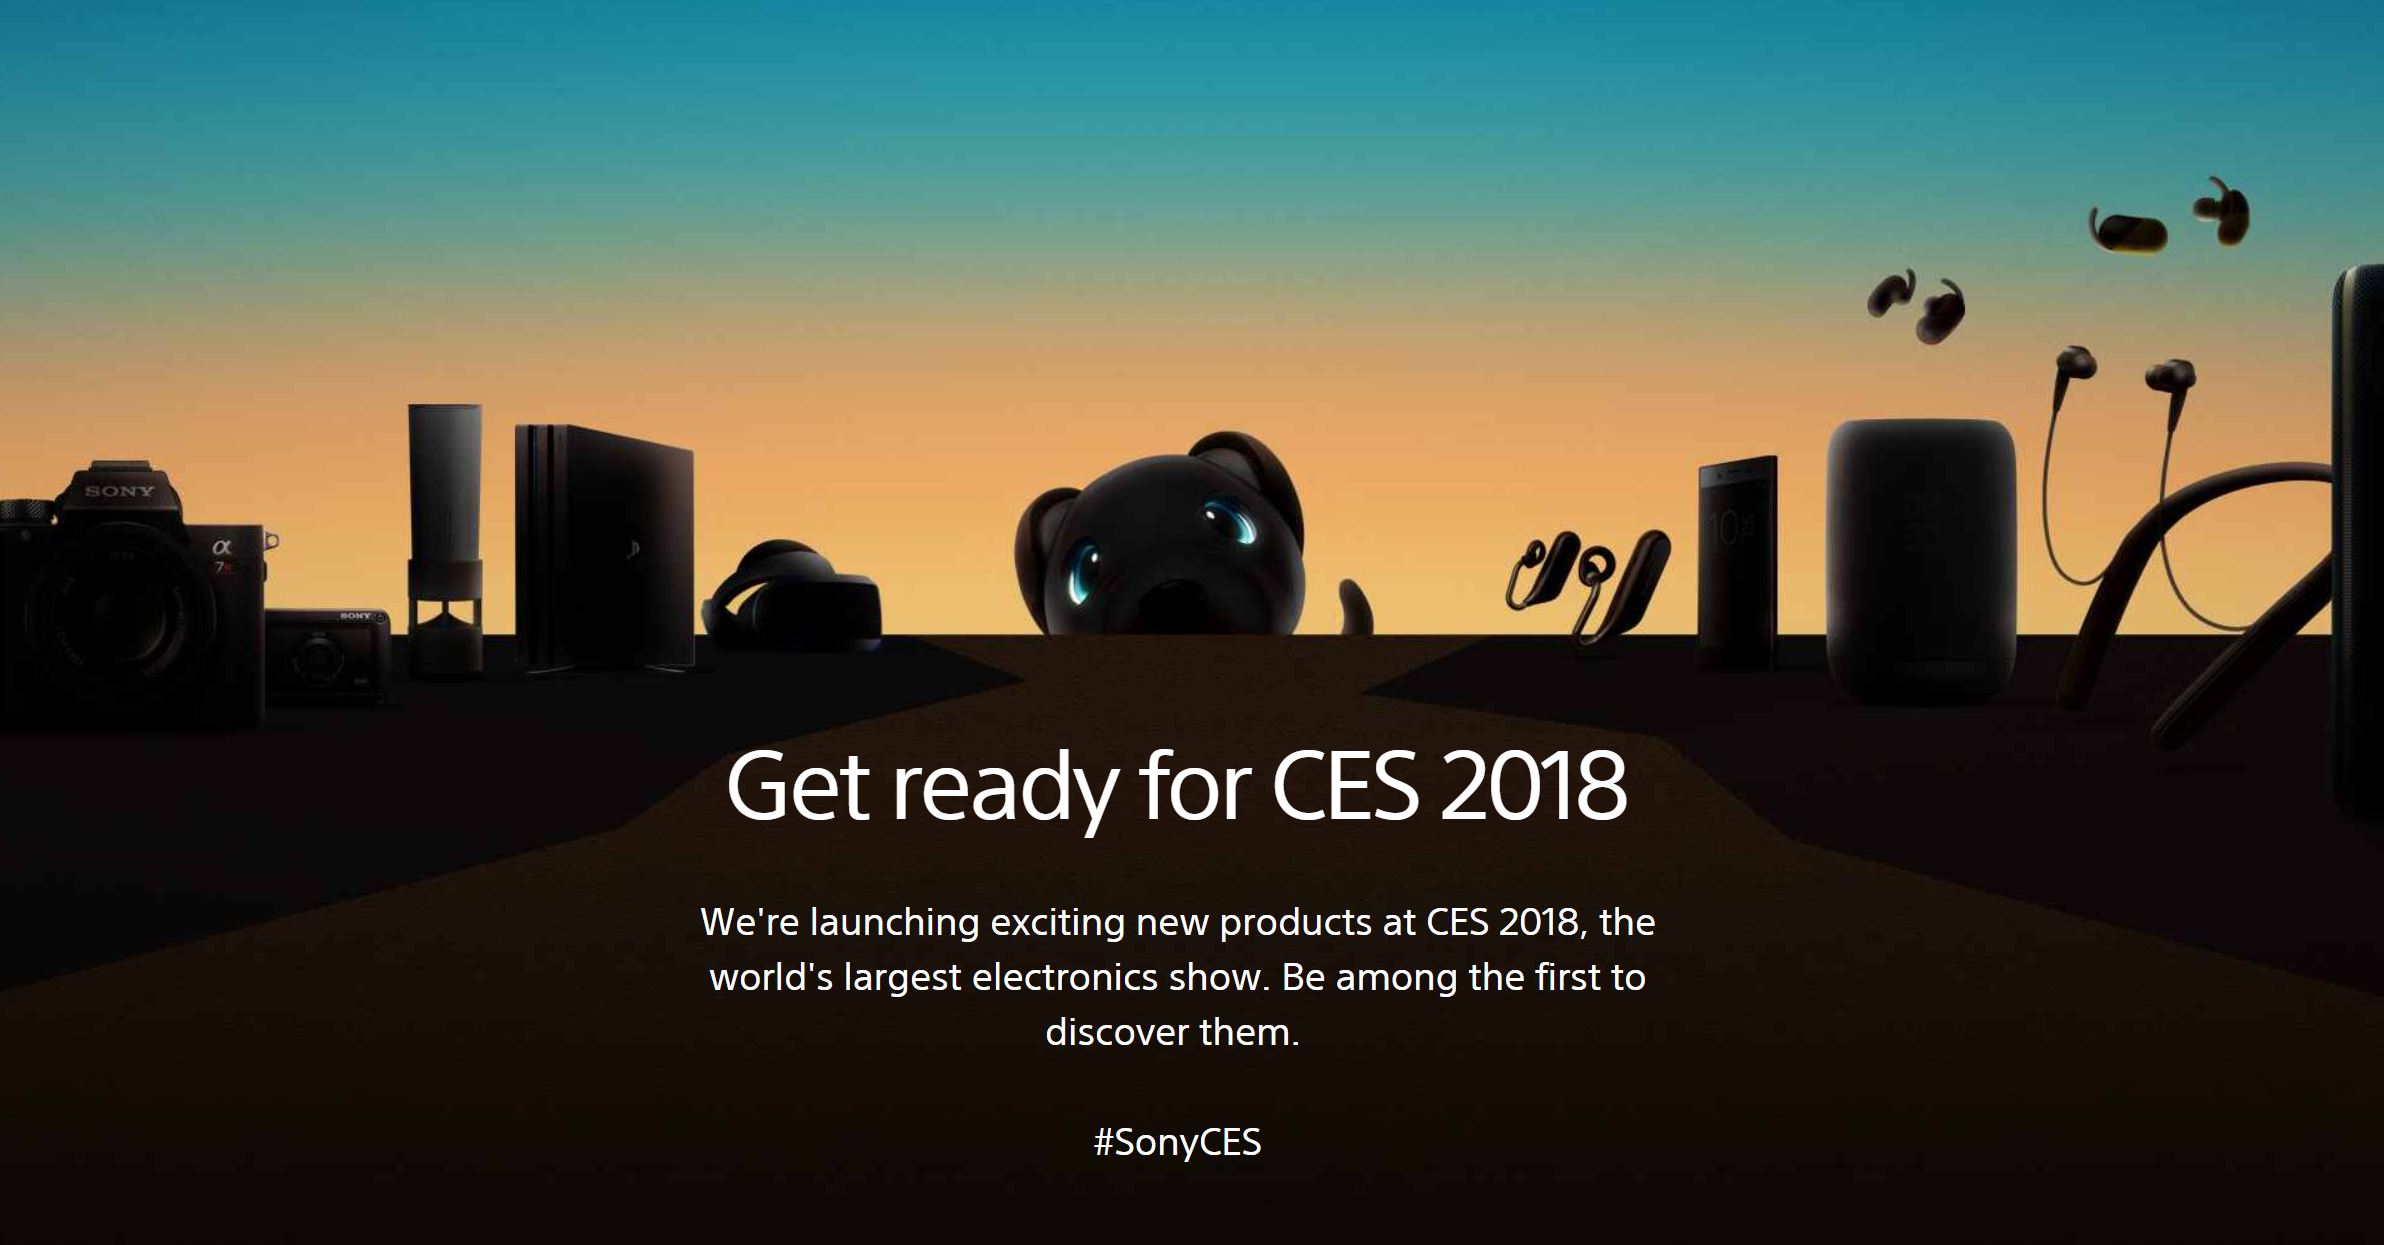 SONY
α
7R
SONY
10
Get ready for CES 2018
We're launching exciting new products at CES 2018, the
world's largest electronics show. Be among the first to
discover them.
#SonyCES